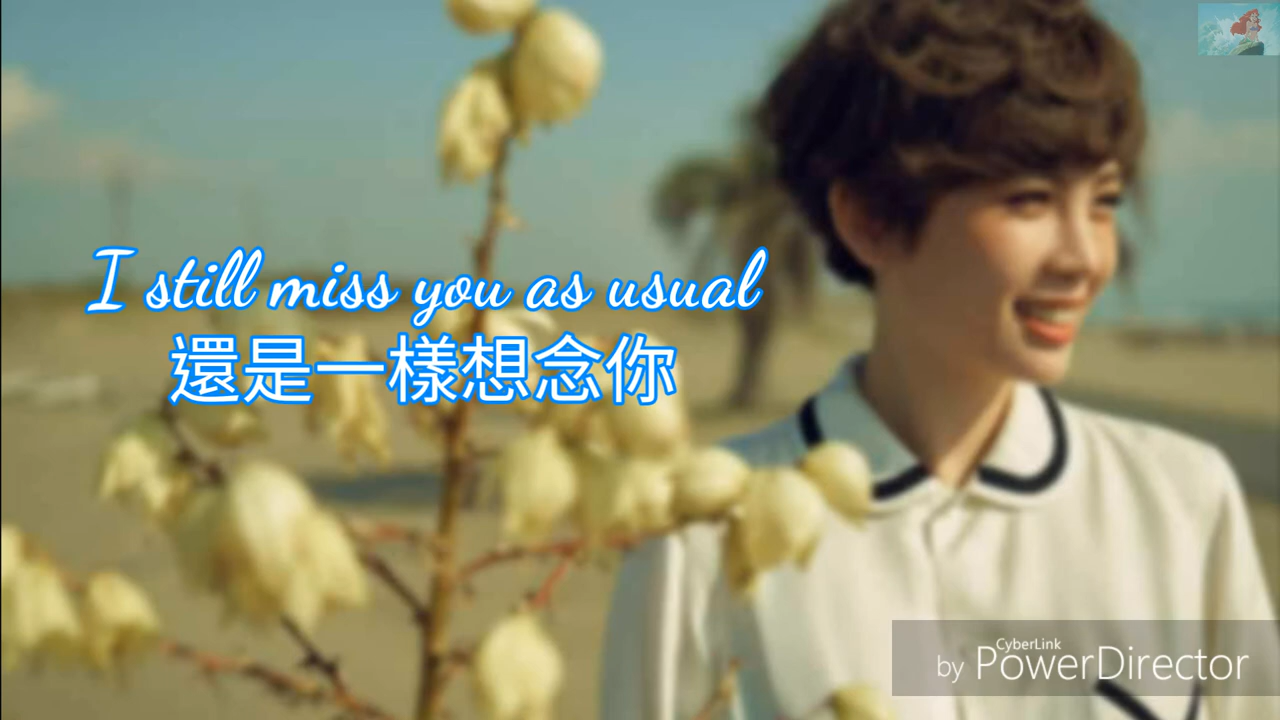 I still miss you as usual
還是一樣想念你
CyberLink
by PowerDirector